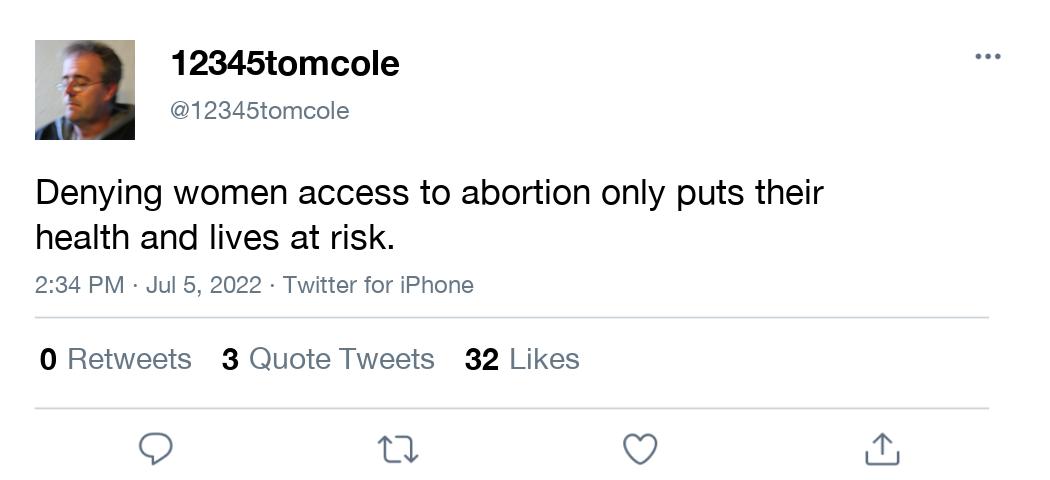 12345tomcole
@12345tomcole
Denying women access to abortion only puts their
health and lives at risk.
2:34 PM · Jul 5, 2022 · Twitter for iPhone
0 Retweets 3 Quote Tweets 32 Likes